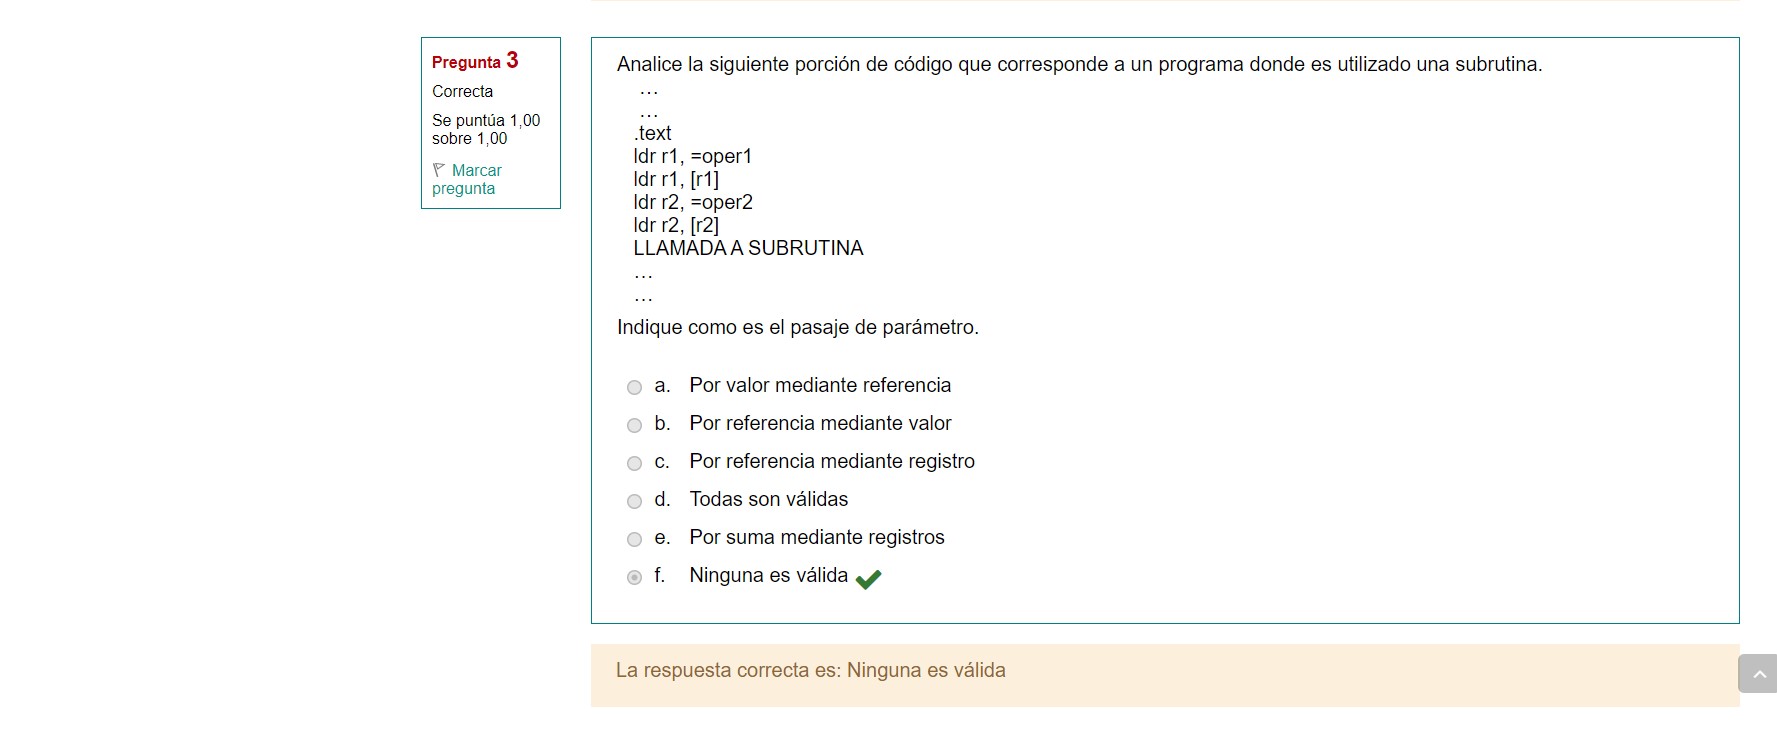 Pregunta 3
Correcta
Se puntúa 1,00
sobre 1,00
Marcar
pregunta
Analice la siguiente porción de código que corresponde a un programa donde es utilizado una subrutina.
...
...
.text
ldr r1, =oper1
ldr r1, [r1]
ldr r2, =oper2
ldr r2, [r2]
LLAMADA A SUBRUTINA
...
...
Indique como es el pasaje de parámetro.
a. Por valor mediante referencia
b. Por referencia mediante valor
c. Por referencia mediante registro
d. Todas son válidas
e. Por suma mediante registros
f. Ninguna es válida
La respuesta correcta es: Ninguna es válida